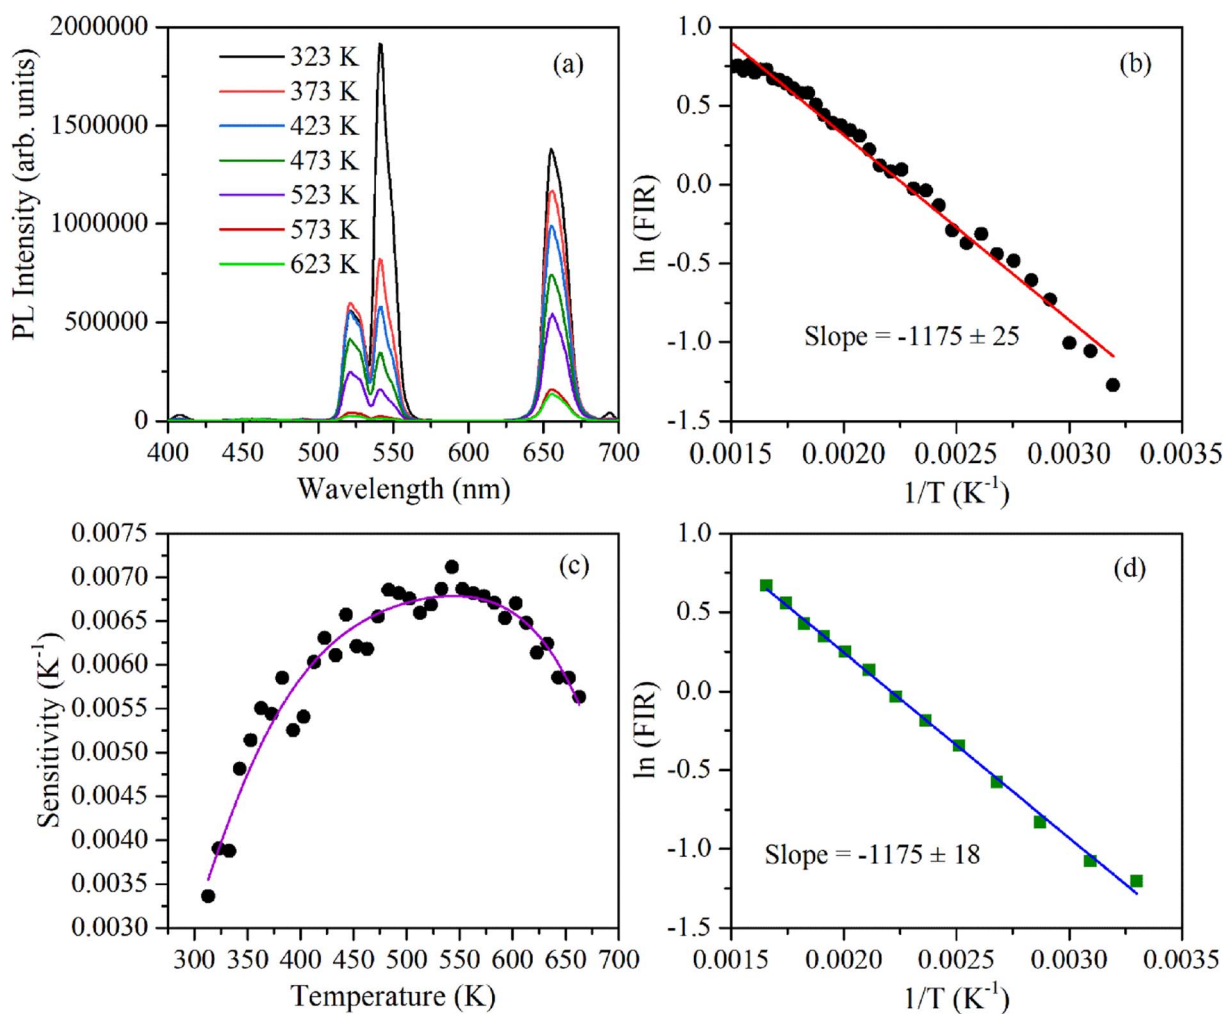 2000000
1500000
1000000
500000
0
PL Intensity (arb. units)
323 K
373 K
423 K
473 K
523 K
573 K
623 K
(a)
400 450 500 550 600 650 700
Wavelength (nm)
1.0
0.5
0.0
-0.5
-1.0
-1.5
ln (FIR)
(b)
Slope = -1175 ± 25
0.0015 0.0020 0.0025 0.0030 0.0035
1/T (K⁻¹)
0.0075
0.0070
0.0065
0.0060
0.0055
0.0050
0.0045
0.0040
0.0035
0.0030
Sensitivity (K⁻¹)
(c)
300 350 400 450 500 550 600 650 700
Temperature (K)
1.0
0.5
0.0
-0.5
-1.0
-1.5
ln (FIR)
(d)
Slope = -1175 ± 18
0.0015 0.0020 0.0025 0.0030 0.0035
1/T (K⁻¹)